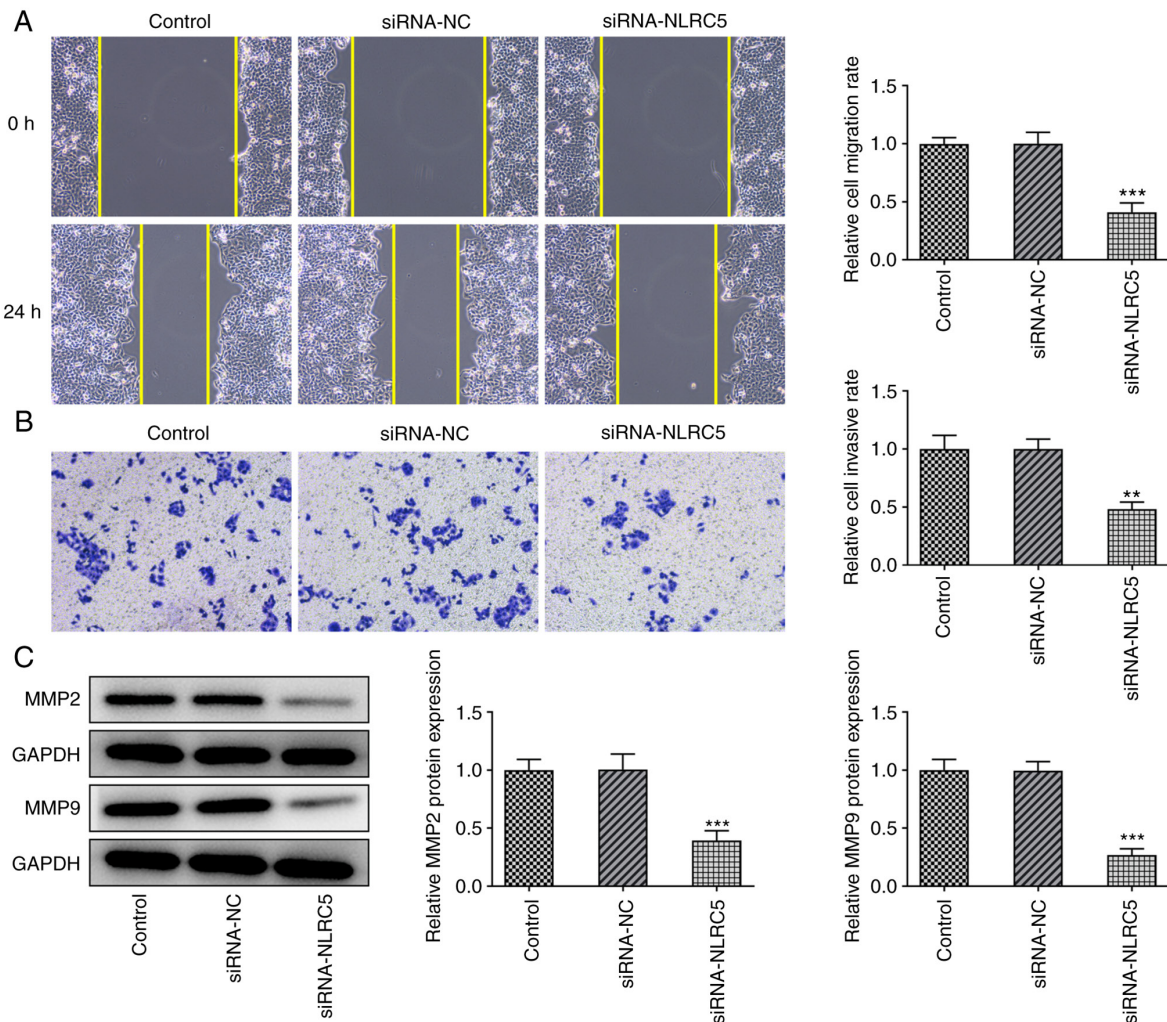 A
Control
siRNA-NC
siRNA-NLRC5
0 h
24 h
Relative cell migration rate
1.5
1.0
0.5
0.0
***
Control
siRNA-NC
siRNA-NLRC5
B
Control
siRNA-NC
siRNA-NLRC5
Relative cell invasive rate
1.5
1.0
0.5
0.0
**
Control
siRNA-NC
siRNA-NLRC5
C
MMP2
GAPDH
MMP9
GAPDH
Control
siRNA-NC
siRNA-NLRC5
Relative MMP2 protein expression
1.5
1.0
0.5
0.0
***
Control
siRNA-NC
siRNA-NLRC5
Relative MMP9 protein expression
1.5
1.0
0.5
0.0
***
Control
siRNA-NC
siRNA-NLRC5